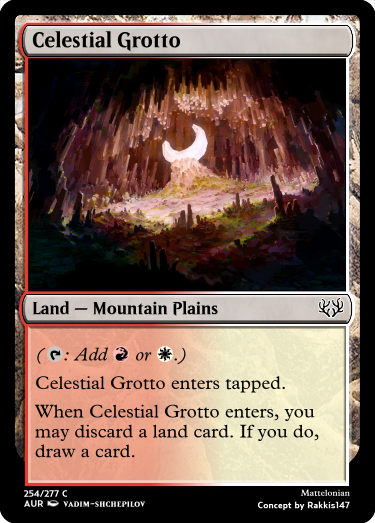 Celestial Grotto
Land — Mountain Plains
( : Add  or .)
Celestial Grotto enters tapped.
When Celestial Grotto enters, you
may discard a land card. If you do,
draw a card.
254/277 C
Mattelonian
AUR VADIM-SHCHEPILOV
Concept by Rakkis147